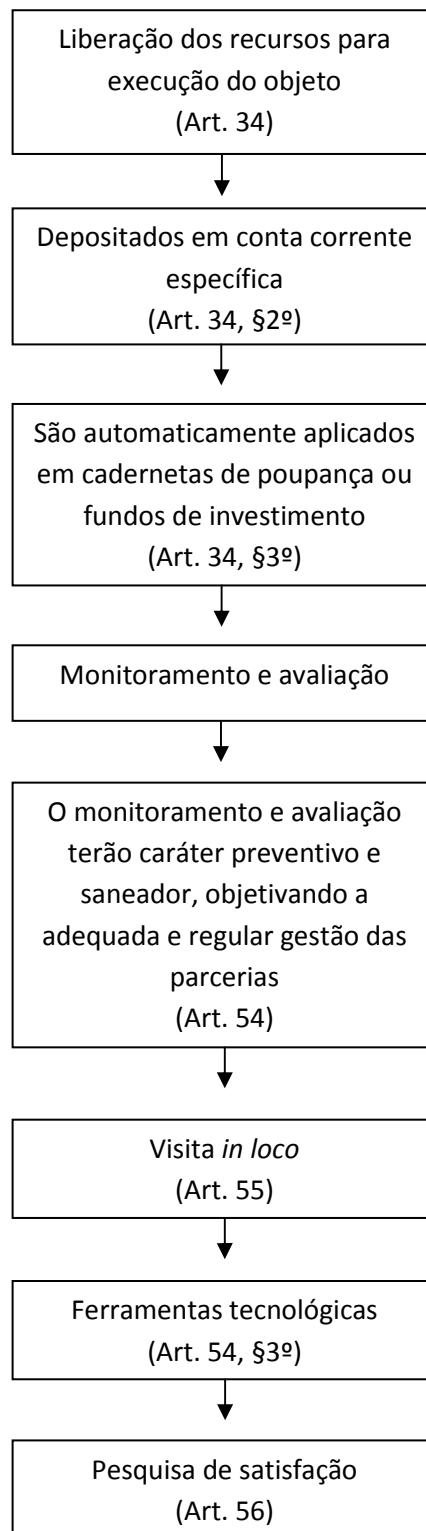 Liberação dos recursos para
execução do objeto
(Art. 34)
Depositados em conta corrente
específica
(Art. 34, §2º)
São automaticamente aplicados
em cadernetas de poupança ou
fundos de investimento
(Art. 34, §3º)
Monitoramento e avaliação
O monitoramento e avaliação
terão caráter preventivo e
saneador, objetivando a
adequada e regular gestão das
parcerias
(Art. 54)
Visita in loco
(Art. 55)
Ferramentas tecnológicas
(Art. 54, §3º)
Pesquisa de satisfação
(Art. 56)